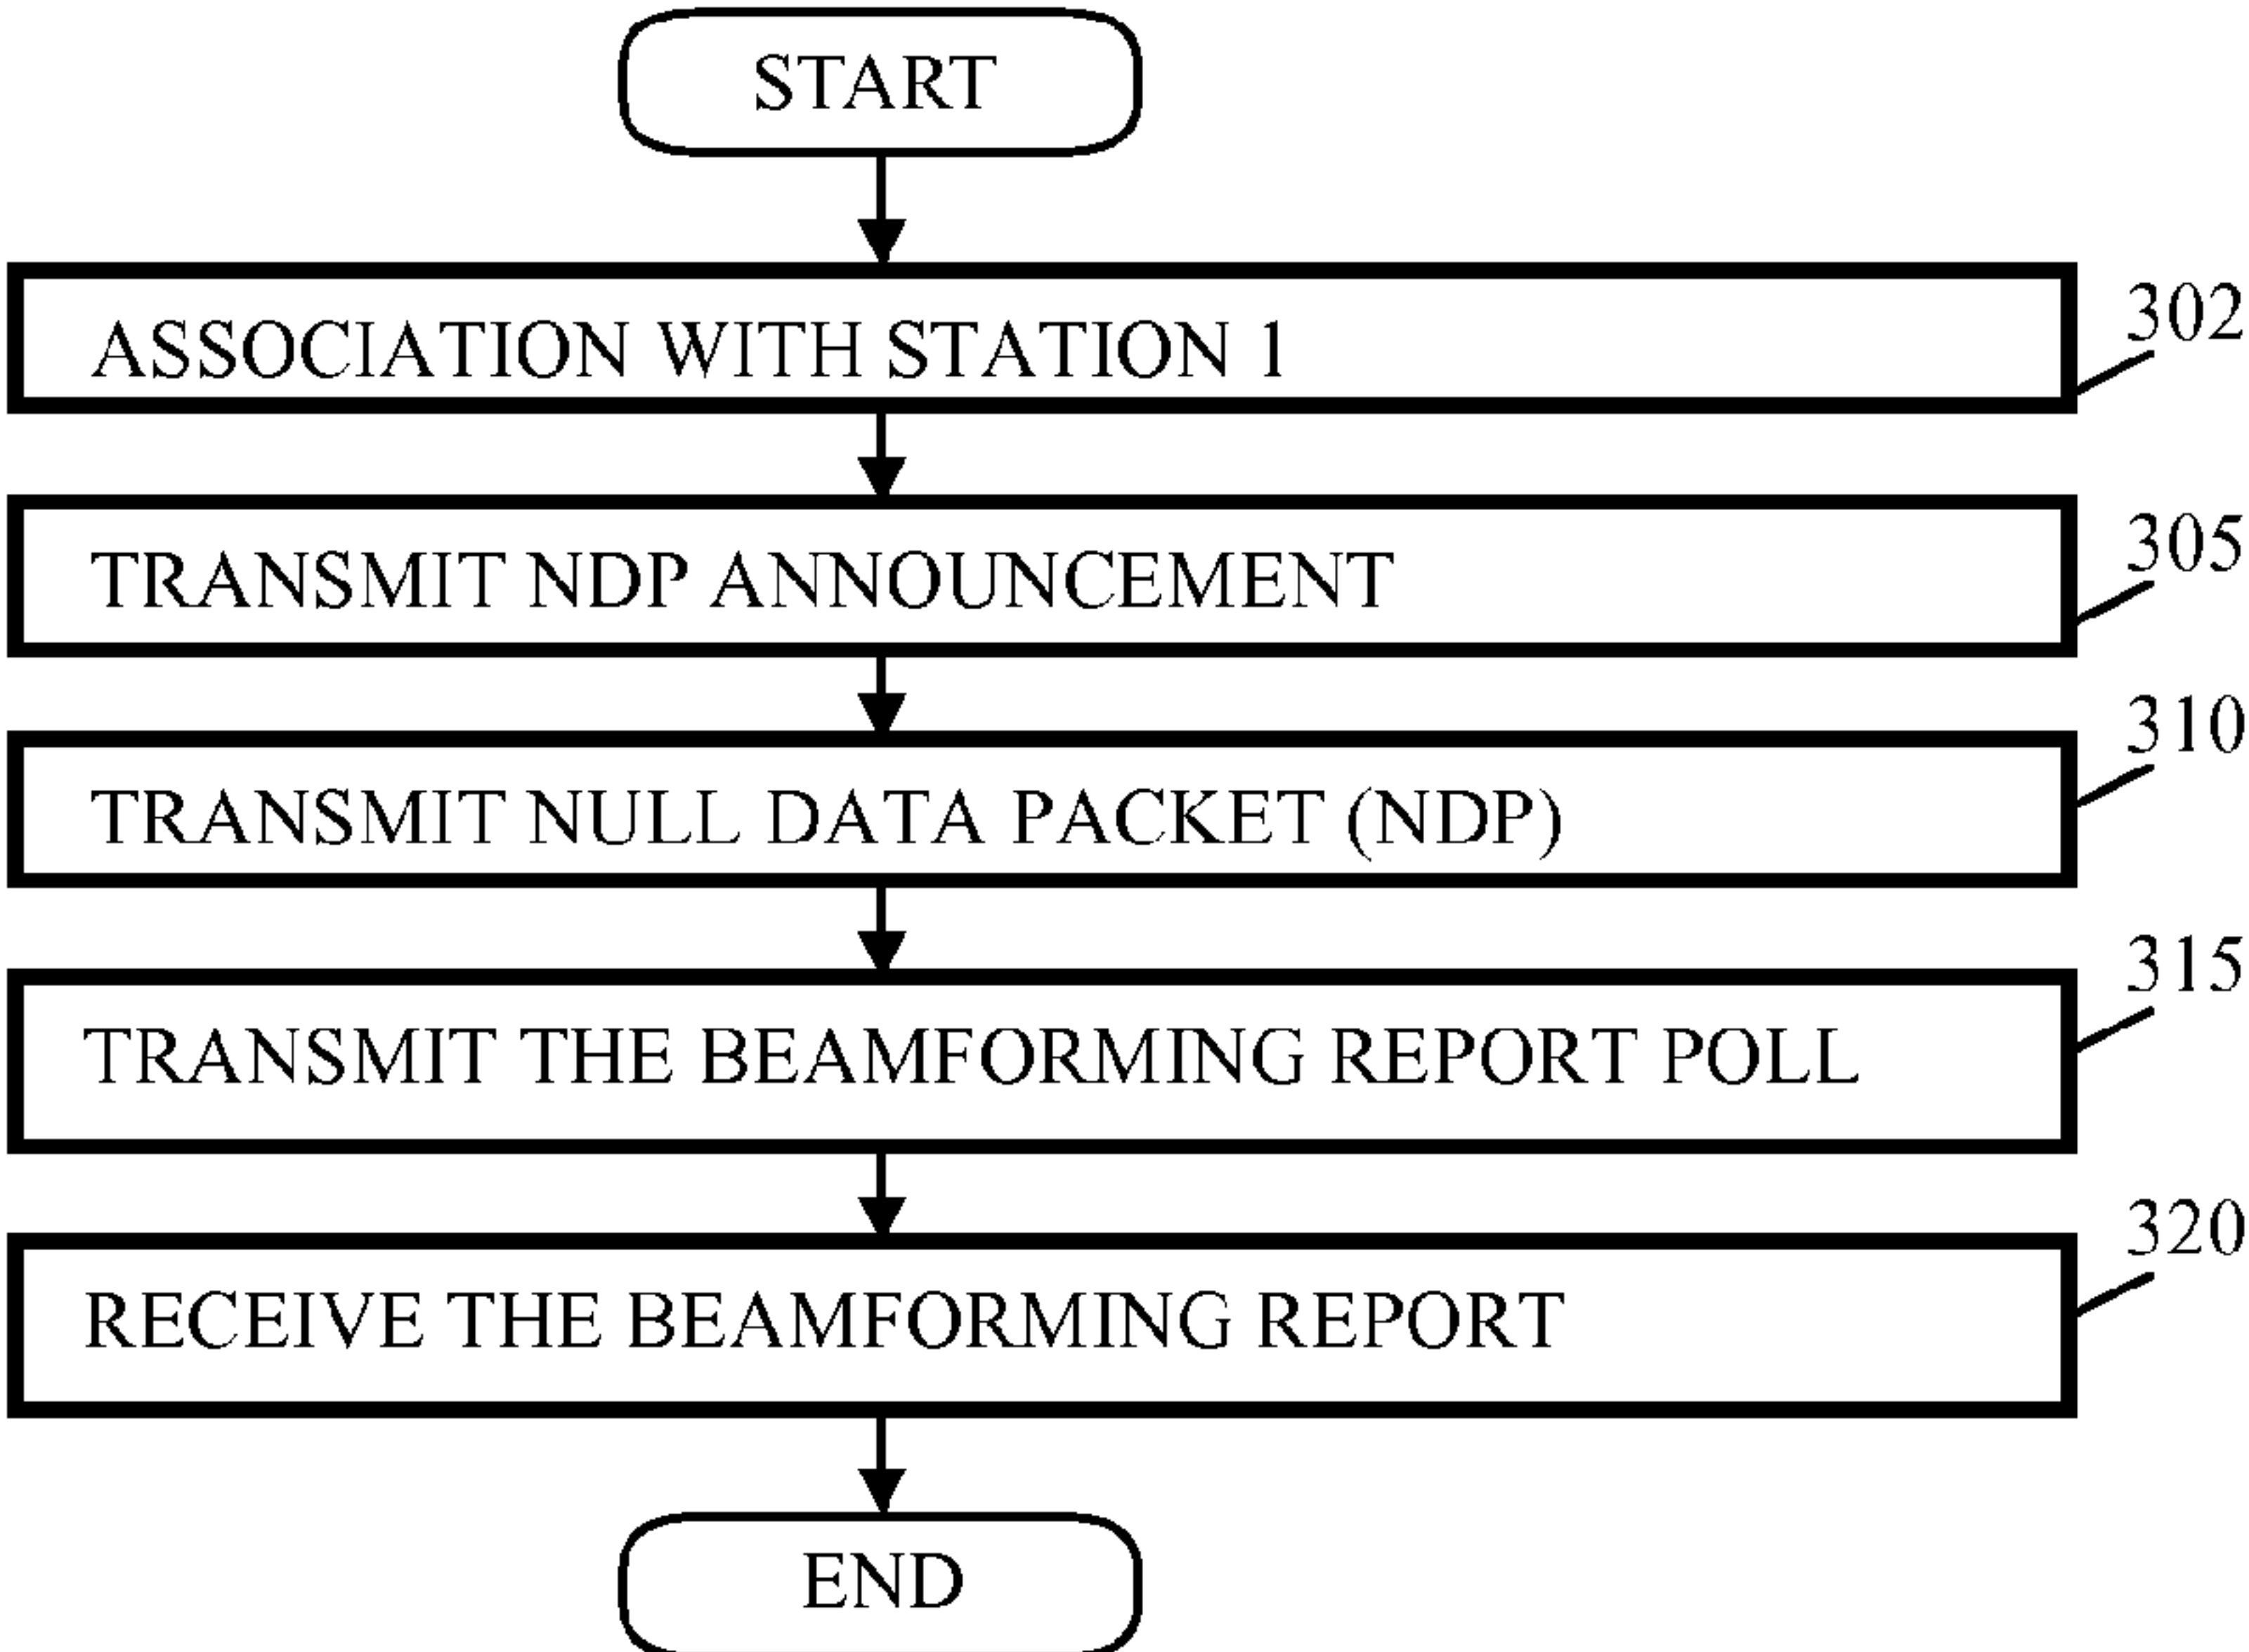 START
ASSOCIATION WITH STATION 1
302
TRANSMIT NDP ANNOUNCEMENT
305
TRANSMIT NULL DATA PACKET (NDP)
310
TRANSMIT THE BEAMFORMING REPORT POLL
315
RECEIVE THE BEAMFORMING REPORT
320
END